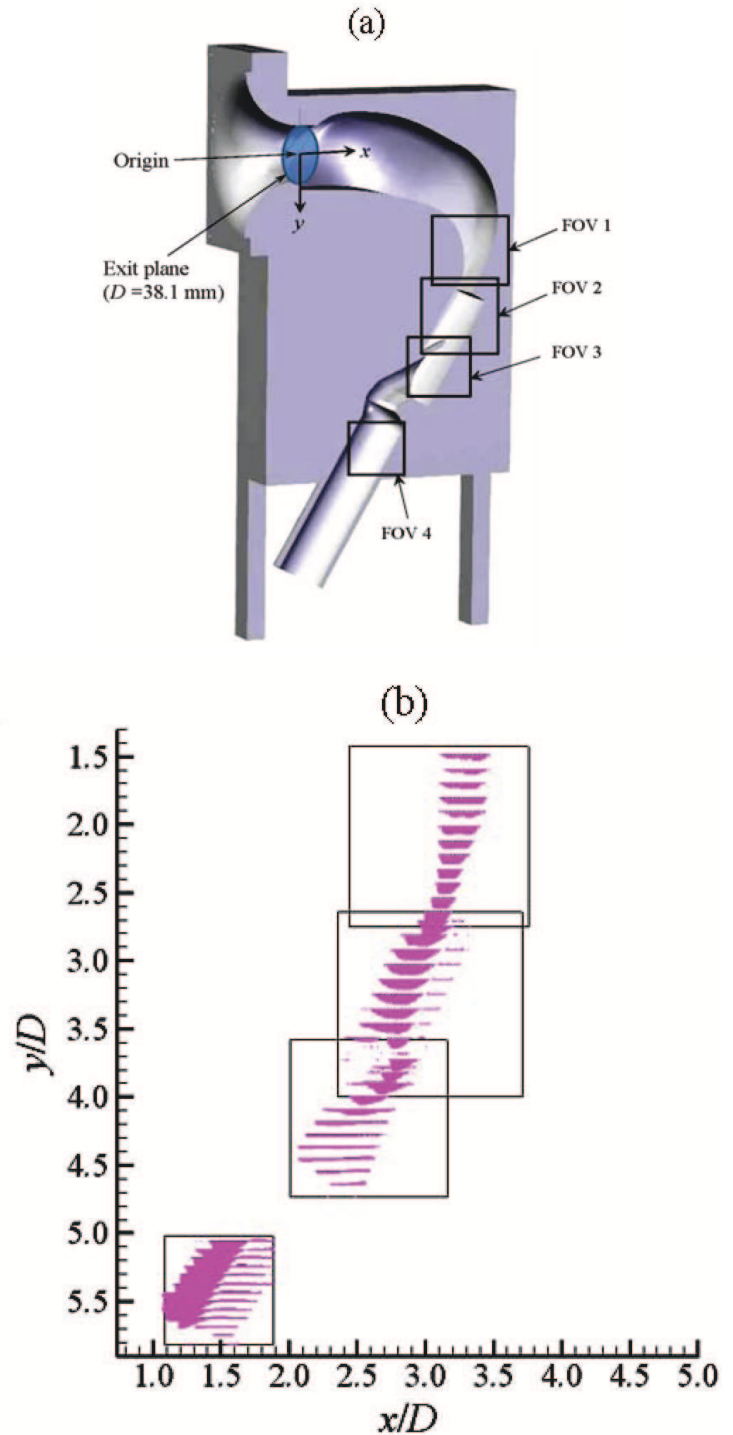 (a)
Origin
x
y
Exit plane
(D =38.1 mm)
FOV 1
FOV 2
FOV 3
FOV 4
(b)
1.5
2.0
2.5
3.0
3.5
4.0
4.5
5.0
5.5
y/D
1.0 1.5 2.0 2.5 3.0 3.5 4.0 4.5 5.0
x/D